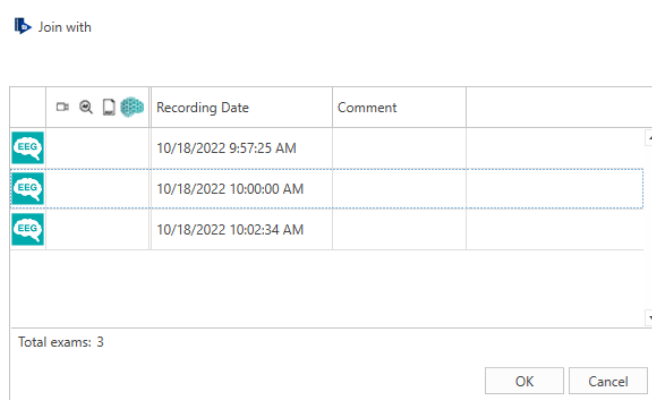 Join with
Recording Date Comment
EEG 10/18/2022 9:57:25 AM
EEG 10/18/2022 10:00:00 AM
EEG 10/18/2022 10:02:34 AM
Total exams: 3
OK Cancel